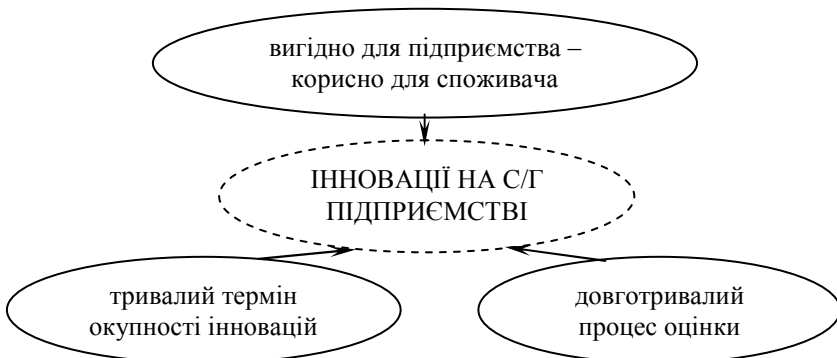 вигідно для підприємства –
корисно для споживача
ІННОВАЦІЇ НА С/Г
ПІДПРИЄМСТВІ
тривалий термін
окупності інновацій
довготривалий
процес оцінки